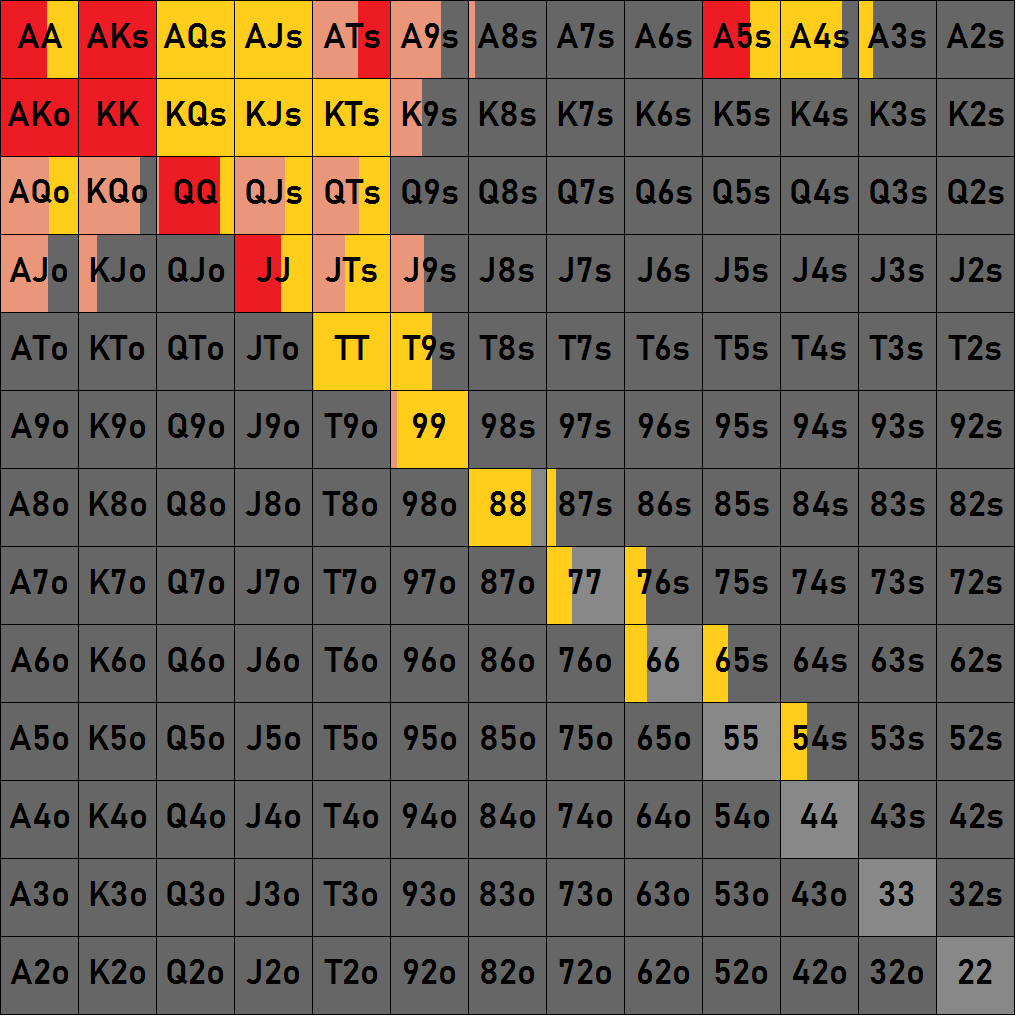 AA AKs AQs AJs ATs A9s A8s A7s A6s A5s A4s A3s A2s
AKo KK KQs KJs KTs K9s K8s K7s K6s K5s K4s K3s K2s
AQo KQo QQ QJs QTs Q9s Q8s Q7s Q6s Q5s Q4s Q3s Q2s
AJo KJo QJo JJ JTs J9s J8s J7s J6s J5s J4s J3s J2s
ATo KTo QTo JTo TT T9s T8s T7s T6s T5s T4s T3s T2s
A9o K9o Q9o J9o T9o 99 98s 97s 96s 95s 94s 93s 92s
A8o K8o Q8o J8o T8o 98o 88 87s 86s 85s 84s 83s 82s
A7o K7o Q7o J7o T7o 97o 87o 77 76s 75s 74s 73s 72s
A6o K6o Q6o J6o T6o 96o 86o 76o 66 65s 64s 63s 62s
A5o K5o Q5o J5o T5o 95o 85o 75o 65o 55 54s 53s 52s
A4o K4o Q4o J4o T4o 94o 84o 74o 64o 54o 44 43s 42s
A3o K3o Q3o J3o T3o 93o 83o 73o 63o 53o 43o 33 32s
A2o K2o Q2o J2o T2o 92o 82o 72o 62o 52o 42o 32o 22